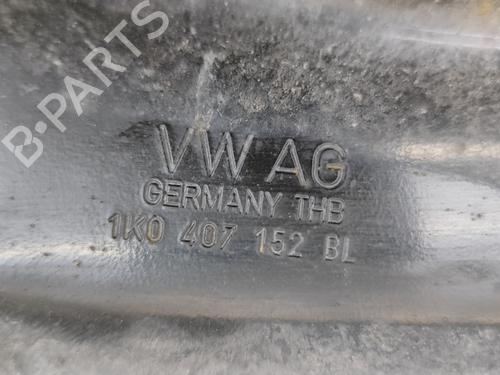 B-PARTS
VW AG
GERMANY THB
1K0 407 152 BL